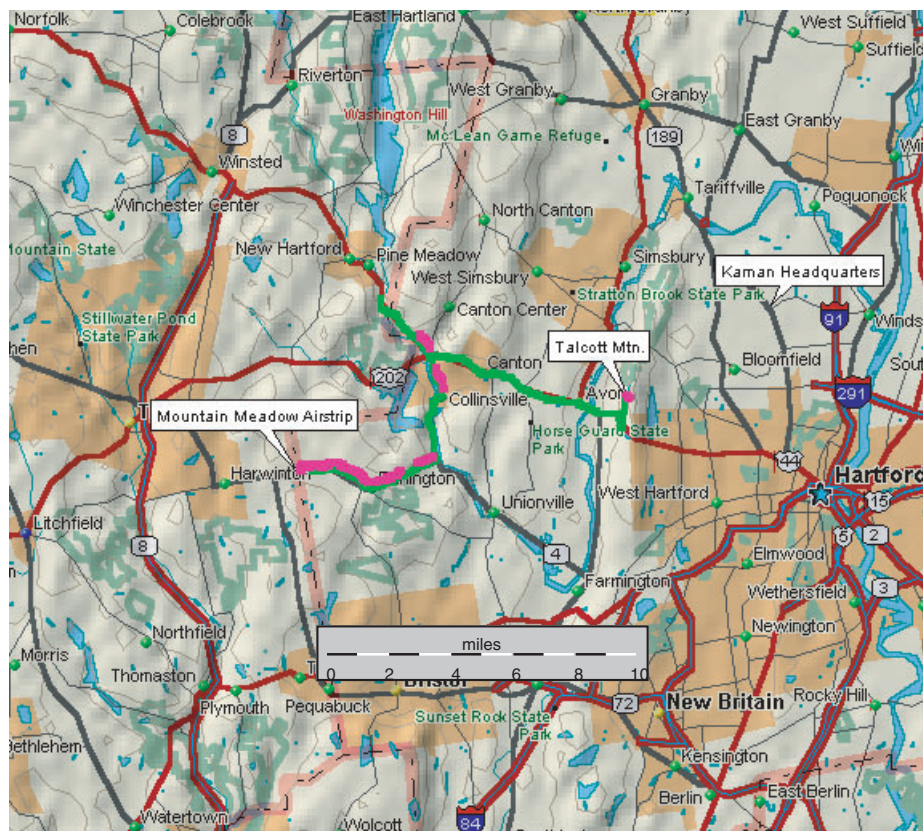 Norfolk
Colebrook
East Hartland
West Suffield
Suffield
Riverton
West Granby
Granby
Washington Hill
8
Mc Lean Game Refuge
189
East Granby
Winsted
Tariffville
Winchester Center
North Canton
Poquonock
Mountain State
New Hartford
Pine Meadow
West Simsbury
Simsbury
Kaman Headquarters
Stratton Brook State Park
Stillwater Pond
State Park
Canton Center
91
Talcott Mtn.
Canton
Bloomfield
202
291
Mountain Meadow Airstrip
Collinsville
Horse Guard State
Park
44
Harwinton
Hartford
West Hartford
15
Unionville
Litchfield
8
4
5
2
Elmwood
Farmington
3
Wethersfield
Northfield
Newington
miles
0
2
4
6
8
10
Morris
Thomaston
Bristol
Plymouth
Pequabuck
72
New Britain
Rocky Hill
Sunset Rock State
Park
Bethlehem
Kensington
Berlin
East Berlin
Watertown
Wolcott
84